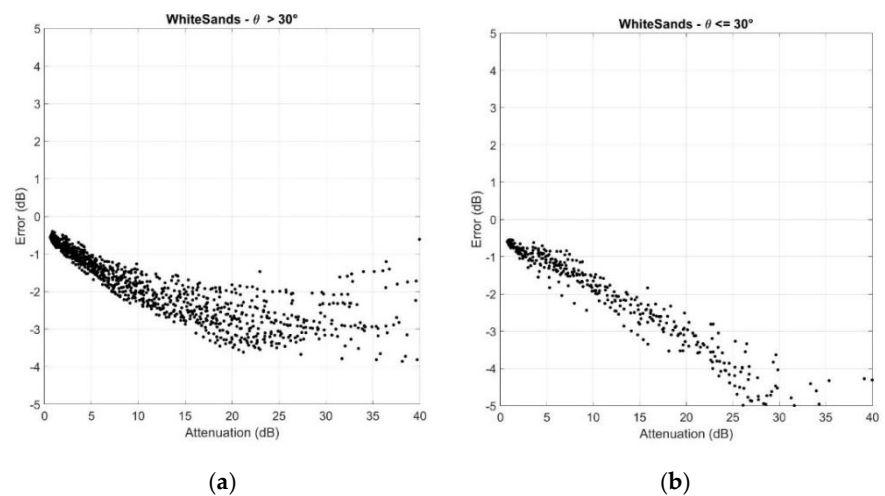 WhiteSands - θ > 30°
5
4
3
2
1
0
-1
-2
-3
-4
-5
Error (dB)
0 5 10 15 20 25 30 35 40
Attenuation (dB)
(a)
WhiteSands - θ <= 30°
5
4
3
2
1
0
-1
-2
-3
-4
-5
Error (dB)
0 5 10 15 20 25 30 35 40
Attenuation (dB)
(b)